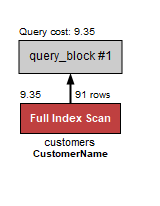 Query cost: 9.35
query_block #1
9.35 91 rows
Full Index Scan
customers
CustomerName